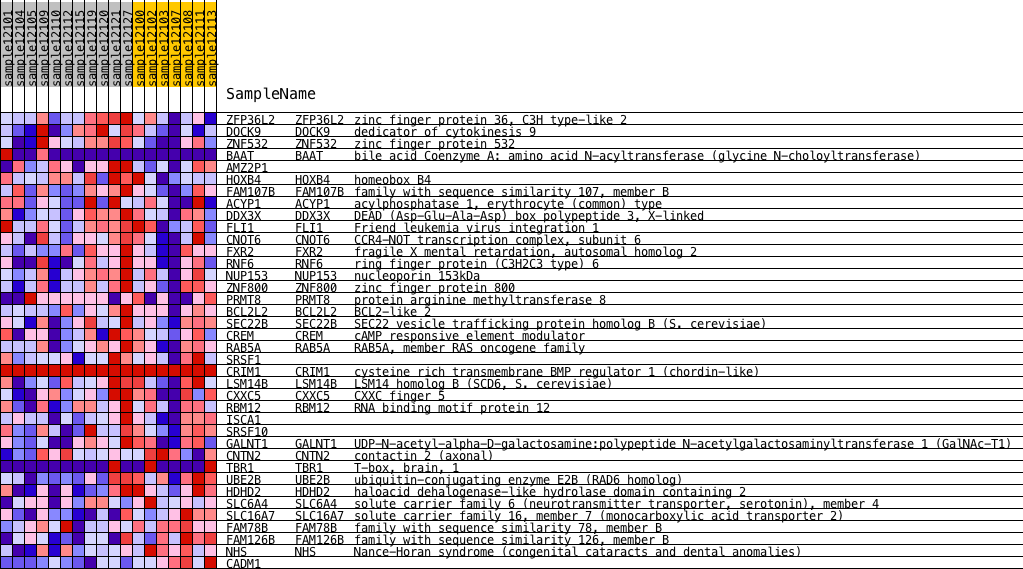 sample12101
sample12104
sample12105
sample12109
sample12110
sample12112
sample12115
sample12119
sample12120
sample12121
sample12127
sample12100
sample12102
sample12103
sample12107
sample12108
sample12111
sample12113
SampleName
ZFP36L2 ZFP36L2 zinc finger protein 36, C3H type-like 2
DOCK9 DOCK9 dedicator of cytokinesis 9
ZNF532 ZNF532 zinc finger protein 532
BAAT BAAT bile acid Coenzyme A: amino acid N-acyltransferase (glycine N-choloyltransferase)
AMZ2P1
HOXB4 HOXB4 homeobox B4
FAM107B FAM107B family with sequence similarity 107, member B
ACYP1 ACYP1 acylphosphatase 1, erythrocyte (common) type
DDX3X DDX3X DEAD (Asp-Glu-Ala-Asp) box polypeptide 3, X-linked
FLI1 FLI1 Friend leukemia virus integration 1
CNOT6 CNOT6 CCR4-NOT transcription complex, subunit 6
FXR2 FXR2 fragile X mental retardation, autosomal homolog 2
RNF6 RNF6 ring finger protein (C3H2C3 type) 6
NUP153 NUP153 nucleoporin 153kDa
ZNF800 ZNF800 zinc finger protein 800
PRMT8 PRMT8 protein arginine methyltransferase 8
BCL2L2 BCL2L2 BCL2-like 2
SEC22B SEC22B SEC22 vesicle trafficking protein homolog B (S. cerevisiae)
CREM CREM cAMP responsive element modulator
RAB5A RAB5A RAB5A, member RAS oncogene family
SRSF1
CRIM1 CRIM1 cysteine rich transmembrane BMP regulator 1 (chordin-like)
LSM14B LSM14B LSM14 homolog B (SCD6, S. cerevisiae)
CXXC5 CXXC5 CXXC finger 5
RBM12 RBM12 RNA binding motif protein 12
ISCA1
SRSF10
GALNT1 GALNT1 UDP-N-acetyl-alpha-D-galactosamine:polypeptide N-acetylgalactosaminyltransferase 1 (GalNAc-T1)
CNTN2 CNTN2 contactin 2 (axonal)
TBR1 TBR1 T-box, brain, 1
UBE2B UBE2B ubiquitin-conjugating enzyme E2B (RAD6 homolog)
HDHD2 HDHD2 haloacid dehalogenase-like hydrolase domain containing 2
SLC6A4 SLC6A4 solute carrier family 6 (neurotransmitter transporter, serotonin), member 4
SLC16A7 SLC16A7 solute carrier family 16, member 7 (monocarboxylic acid transporter 2)
FAM78B FAM78B family with sequence similarity 78, member B
FAM126B FAM126B family with sequence similarity 126, member B
NHS NHS Nance-Horan syndrome (congenital cataracts and dental anomalies)
CADM1